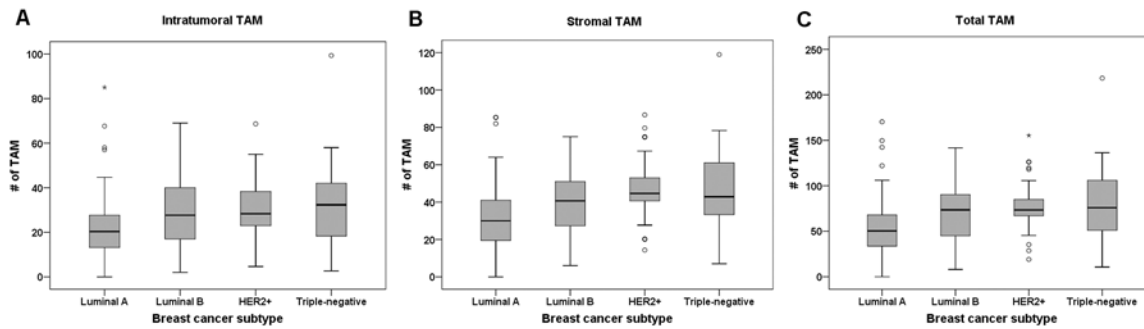 A
Intratumoral TAM
100
80
60
40
20
0
# of TAM
Luminal A Luminal B HER2+ Triple-negative
Breast cancer subtype
B
Stromal TAM
120
100
80
60
40
20
0
# of TAM
Luminal A Luminal B HER2+ Triple-negative
Breast cancer subtype
C
Total TAM
250
200
150
100
50
0
# of TAM
Luminal A Luminal B HER2+ Triple-negative
Breast cancer subtype